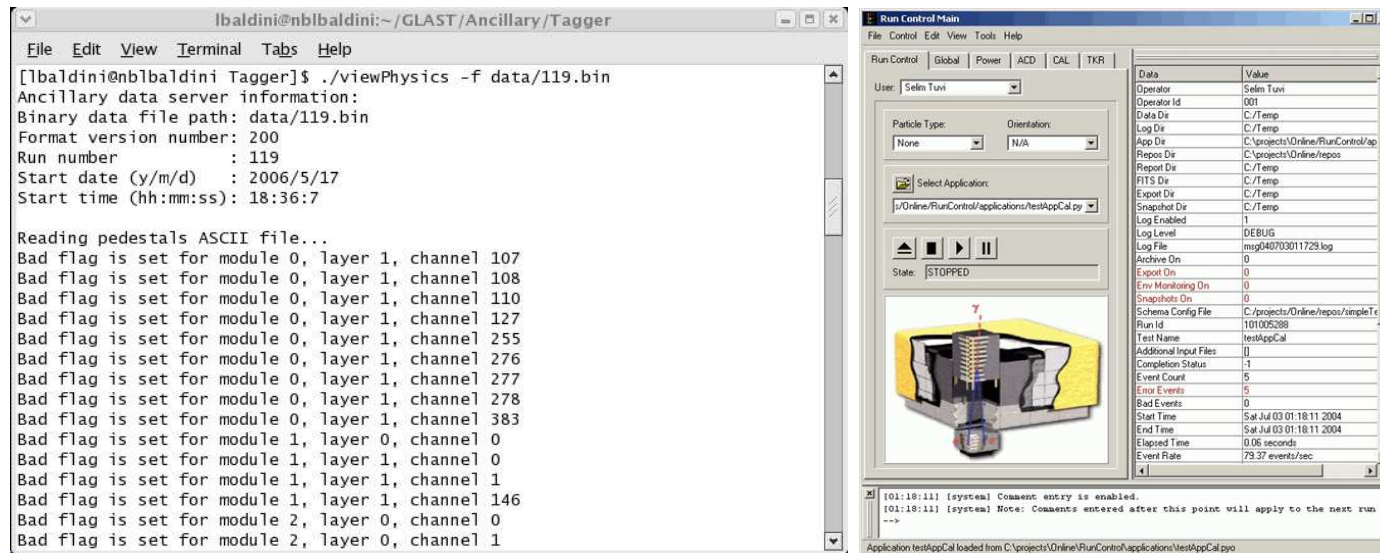 lbaldini@nblbaldini:~/GLAST/Ancillary/Tagger
File Edit View Terminal Tabs Help
[lbaldini@nblbaldini Tagger]$ ./viewPhysics -f data/119.bin
Ancillary data server information:
Binary data file path: data/119.bin
Format version number: 200
Run number : 119
Start date (y/m/d) : 2006/5/17
Start time (hh:mm:ss): 18:36:7
Reading pedestals ASCII file...
Bad flag is set for module 0, layer 1, channel 107
Bad flag is set for module 0, layer 1, channel 108
Bad flag is set for module 0, layer 1, channel 110
Bad flag is set for module 0, layer 1, channel 127
Bad flag is set for module 0, layer 1, channel 255
Bad flag is set for module 0, layer 1, channel 276
Bad flag is set for module 0, layer 1, channel 277
Bad flag is set for module 0, layer 1, channel 278
Bad flag is set for module 0, layer 1, channel 383
Bad flag is set for module 1, layer 0, channel 0
Bad flag is set for module 1, layer 1, channel 0
Bad flag is set for module 1, layer 1, channel 1
Bad flag is set for module 1, layer 1, channel 146
Bad flag is set for module 2, layer 0, channel 0
Bad flag is set for module 2, layer 0, channel 1
Run Control Main
File Control Edit View Tools Help
Run Control Global Power ACD CAL TKR
User: Selim Tuvi
Particle Type: Orientation:
None N/A
Select Application:
s/Online/RunControl/applications/testAppCal.py
State: STOPPED
γ
Data Value
Operator Selim Tuvi
Operator Id 001
Data Dir C:/Temp
Log Dir C:/Temp
App Dir C:\projects\Online/RunControl/ap
Repos Dir C:\projects\Online/repos
Report Dir C:/Temp
FITS Dir C:/Temp
Export Dir C:/Temp
Snapshot Dir C:/Temp
Log Enabled 1
Log Level DEBUG
Log File msg040703011729.log
Archive On 0
Export On 0
Env Monitoring On 0
Snapshots On 0
Schema Config File C:/projects/Online/repos/simpleTe
Run Id 101005288
Test Name testAppCal
Additional Input Files []
Completion Status -1
Event Count 5
Error Events 5
Bad Events 0
Start Time Sat Jul 03 01:18:11 2004
End Time Sat Jul 03 01:18:11 2004
Elapsed Time 0.06 seconds
Event Rate 79.37 events/sec
[01:18:11] [system] Comment entry is enabled.
[01:18:11] [system] Note: Comments entered after this point will apply to the next run
-->
Application testAppCal loaded from C:\projects\Online\RunControl\applications\testAppCal.pyo